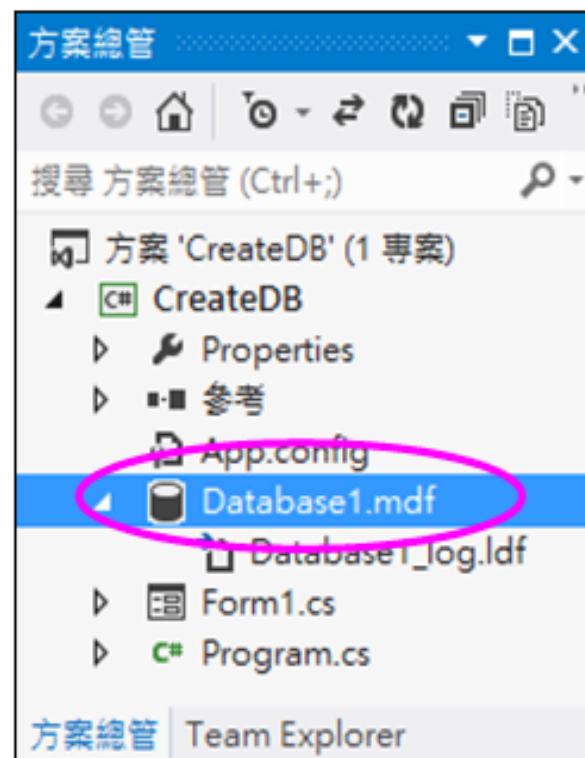 方案總管
搜尋 方案總管 (Ctrl+;)
方案 'CreateDB' (1 專案)
C# CreateDB
Properties
參考
App.config
Database1.mdf
Database1_log.ldf
Form1.cs
C# Program.cs
方案總管 Team Explorer